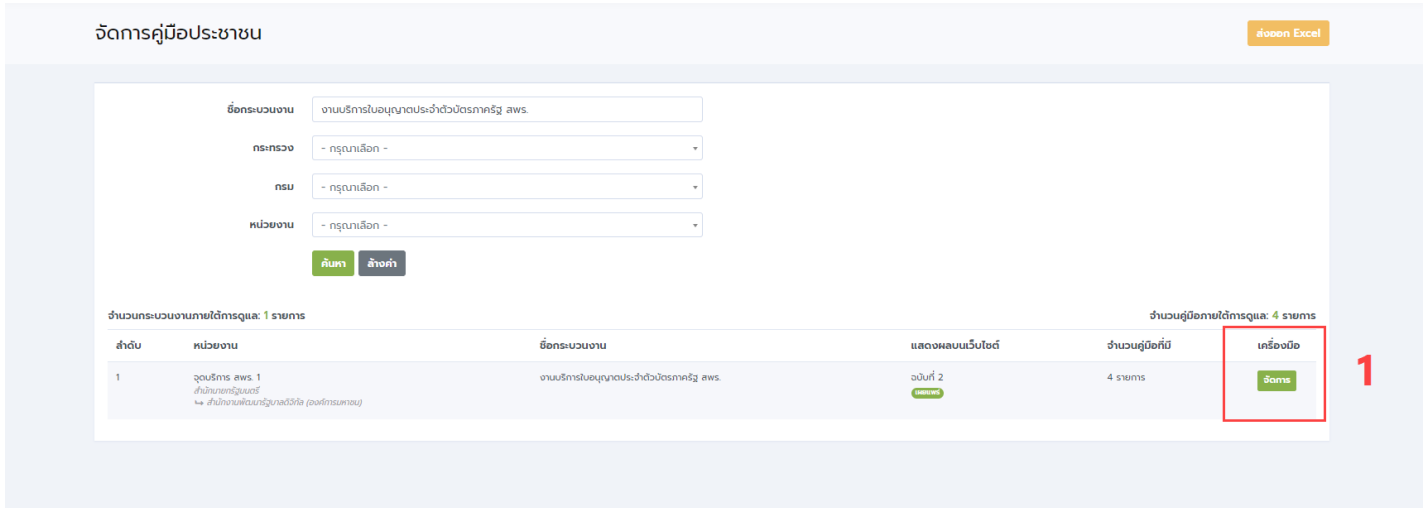 จัดการคู่มือประชาชน
ส่งออก Excel
ชื่อกระบวนงาน งานบริการใบอนุญาตประจำตัวบัตรภาครัฐ สพร.
กระทรวง - กรุณาเลือก -
กรม - กรุณาเลือก -
หน่วยงาน - กรุณาเลือก -
ค้นหา ล้างค่า
จำนวนกระบวนงานภายใต้การดูแล: 1 รายการ จำนวนคู่มือภายใต้การดูแล: 4 รายการ
ลำดับ หน่วยงาน ชื่อกระบวนงาน แสดงผลบนเว็บไซต์ จำนวนคู่มือที่มี เครื่องมือ
1 จุดบริการ สพร. 1 งานบริการใบอนุญาตประจำตัวบัตรภาครัฐ สพร. ฉบับที่ 2 4 รายการ จัดการ 1
สำนักนายกรัฐมนตรี เผยแพร่
↪ สำนักงานพัฒนารัฐบาลดิจิทัล (องค์การมหาชน)